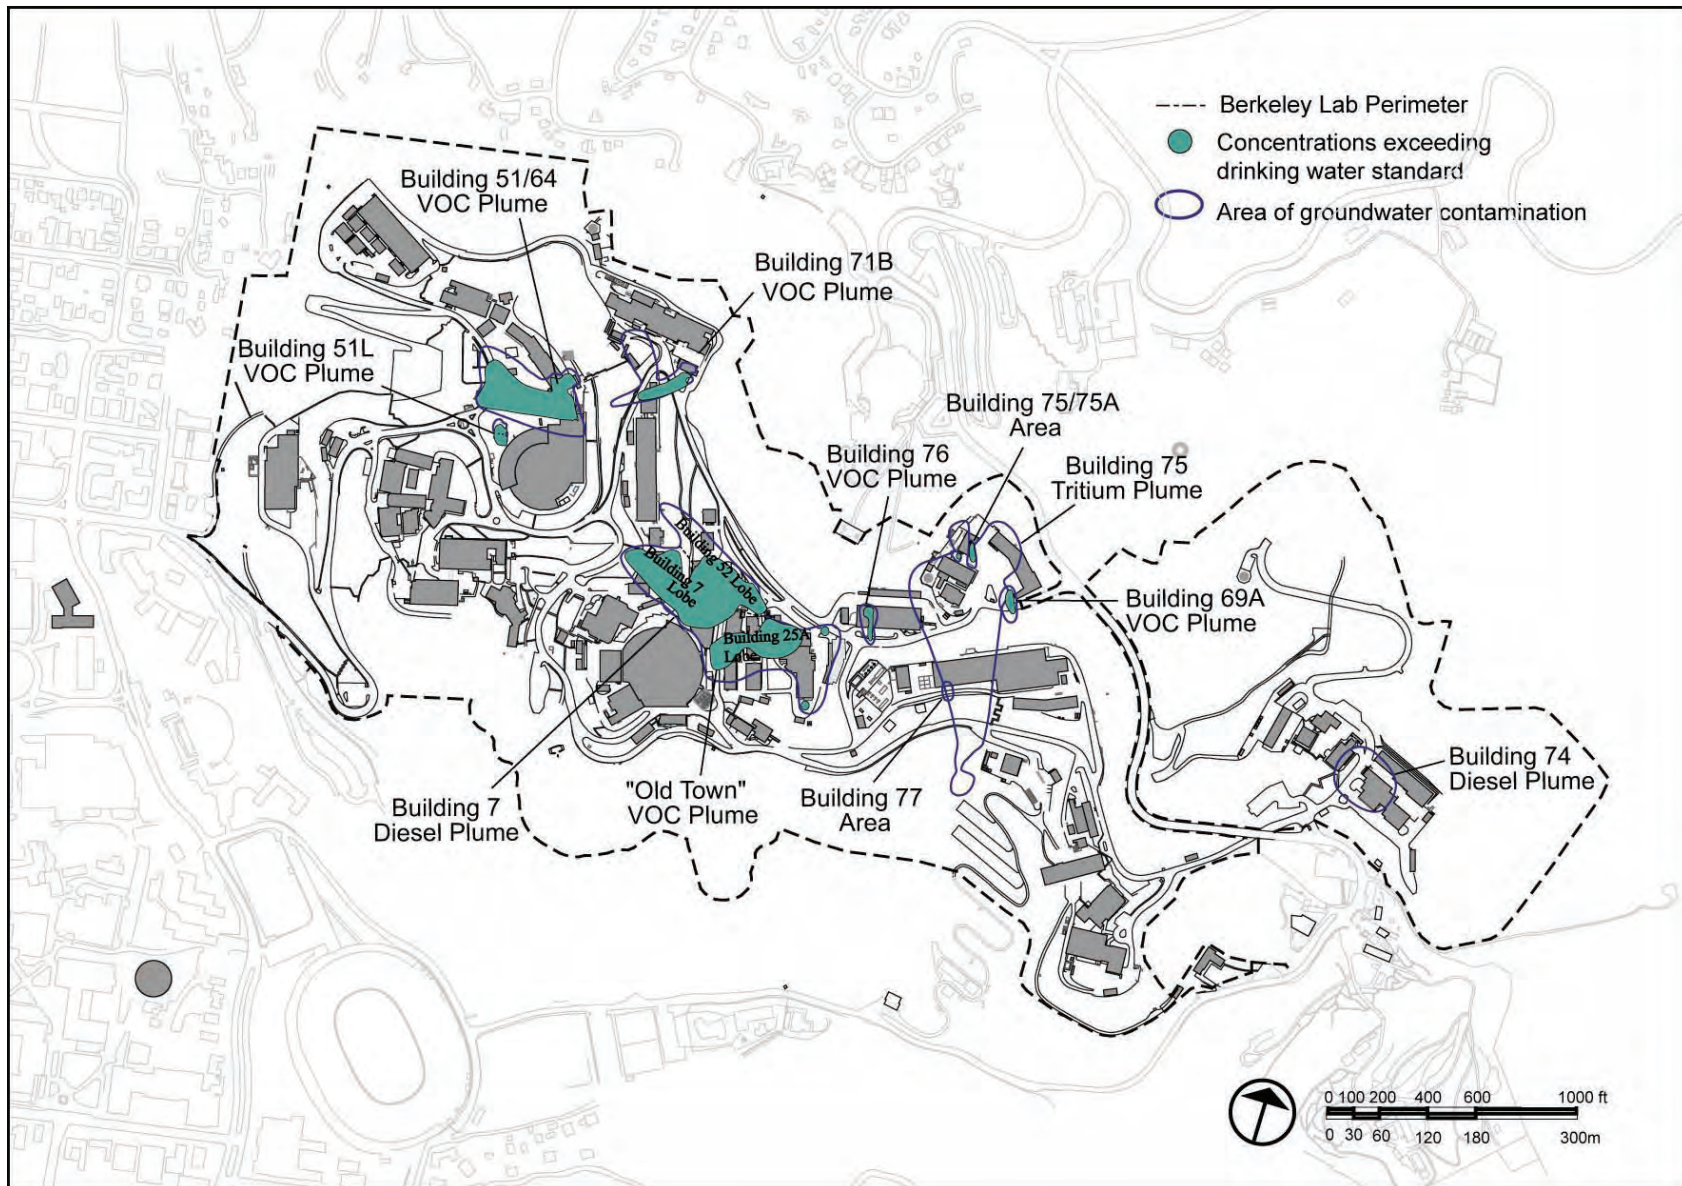 Berkeley Lab Perimeter
Concentrations exceeding
drinking water standard
Area of groundwater contamination
Building 51/64
VOC Plume
Building 71B
VOC Plume
Building 51L
VOC Plume
Building 75/75A
Area
Building 76
VOC Plume
Building 75
Tritium Plume
Building 52 Lobe
Building 7
Lobe
Building 69A
VOC Plume
Building 25A
Lobe
Building 74
Diesel Plume
"Old Town"
VOC Plume
Building 77
Area
Building 7
Diesel Plume
0 100 200 400 600 1000 ft
0 30 60 120 180 300m